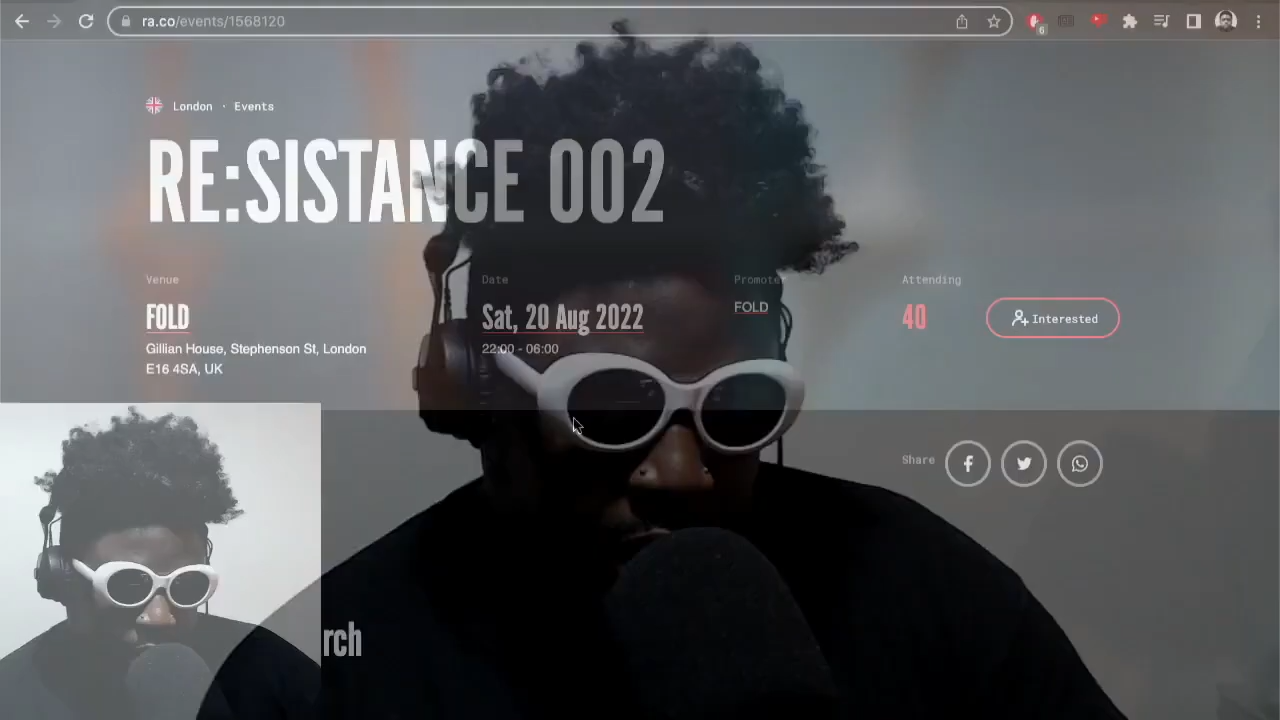 ra.co/events/1568120
6
London · Events
RE:SISTANCE 002
Venue
Date
Promoter
Attending
FOLD
Sat, 20 Aug 2022
FOLD
40
Interested
Gillian House, Stephenson St, London
22:00 - 06:00
E16 4SA, UK
Share
rch